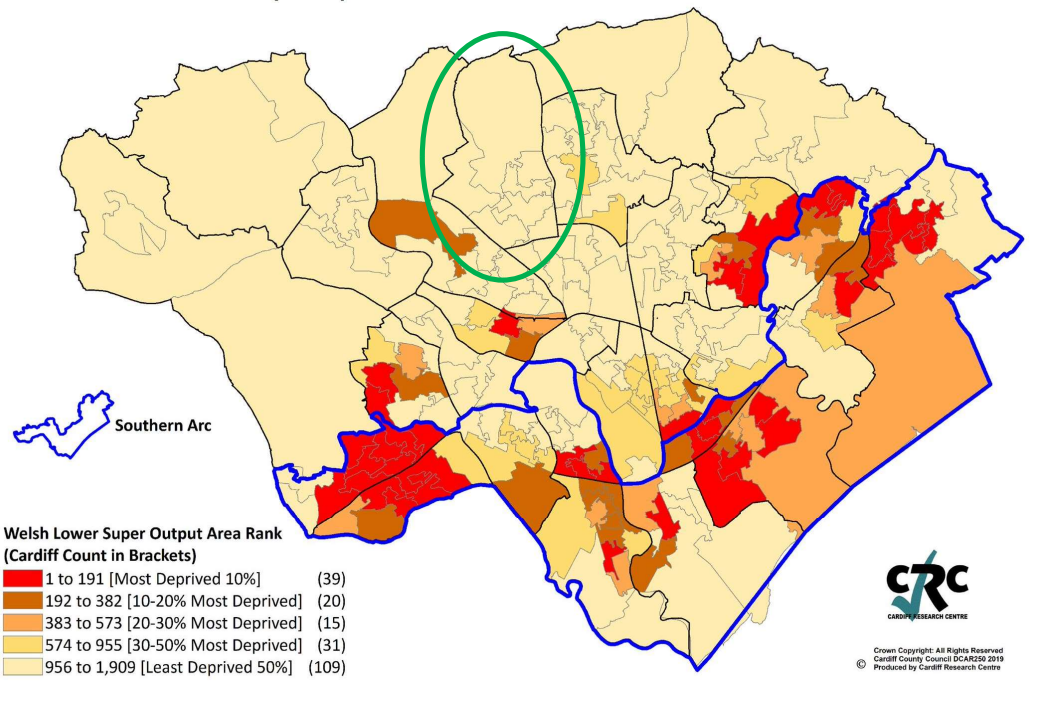 Southern Arc
Welsh Lower Super Output Area Rank
(Cardiff Count in Brackets)
1 to 191 [Most Deprived 10%] (39)
192 to 382 [10-20% Most Deprived] (20)
383 to 573 [20-30% Most Deprived] (15)
574 to 955 [30-50% Most Deprived] (31)
956 to 1,909 [Least Deprived 50%] (109)
CRC
CARDIFF RESEARCH CENTRE
Crown Copyright: All Rights Reserved
© Cardiff County Council DCAR250 2019
Produced by Cardiff Research Centre